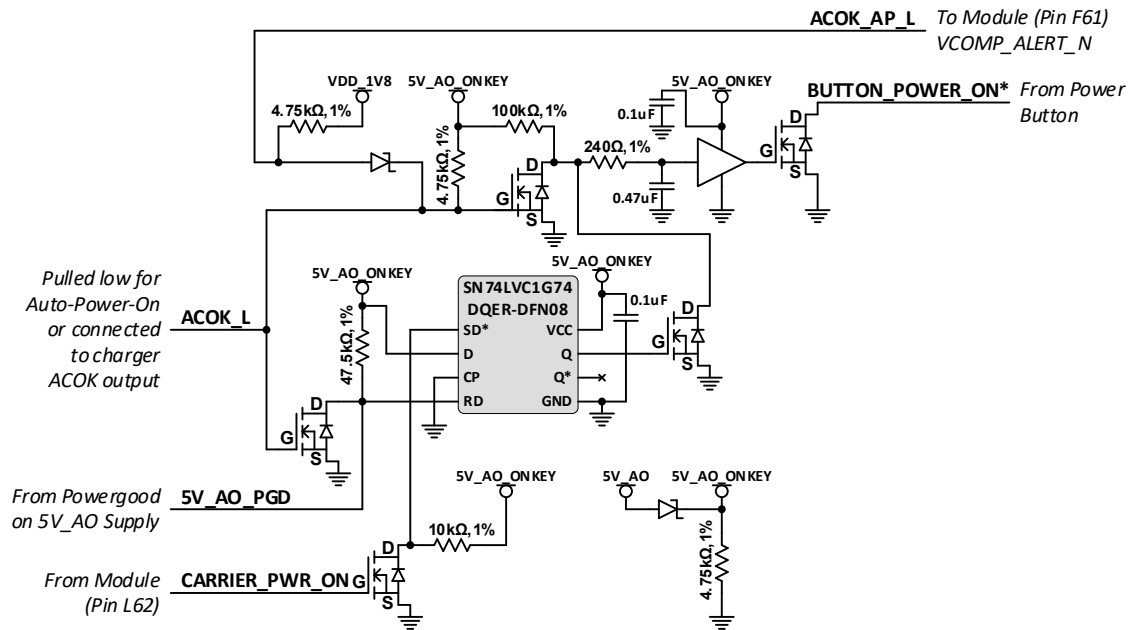 ACOK_AP_L
To Module (Pin F61)
VCOMP_ALERT_N
VDD_1V8
5V_AO_ONKEY
5V_AO_ONKEY
BUTTON_POWER_ON*
From Power
Button
4.75kΩ, 1%
100kΩ, 1%
0.1uF
4.75kΩ, 1%
D
G
S
240Ω, 1%
0.47uF
D
G
S
Pulled low for
Auto-Power-On
or connected
to charger
ACOK output
ACOK_L
5V_AO_ONKEY
47.5kΩ, 1%
SN74LVC1G74
DQER-DFN08
SD*
D
CP
RD
VCC
Q
Q*
GND
5V_AO_ONKEY
0.1uF
D
G
S
D
G
S
From Powergood
on 5V_AO Supply
5V_AO_PGD
5V_AO_ONKEY
10kΩ, 1%
5V_AO
5V_AO_ONKEY
4.75kΩ, 1%
From Module
(Pin L62)
CARRIER_PWR_ON
D
G
S